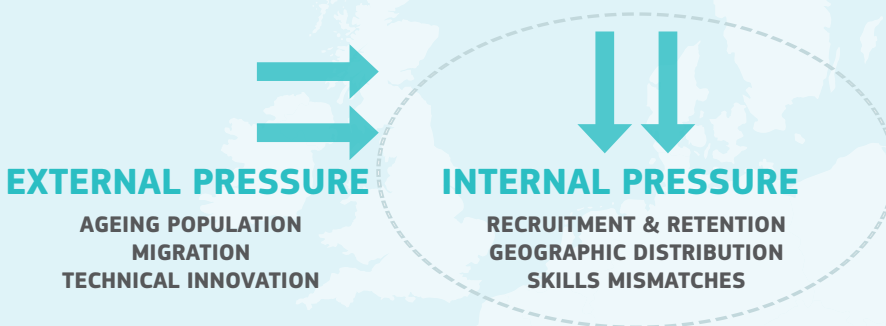 EXTERNAL PRESSURE
AGEING POPULATION
MIGRATION
TECHNICAL INNOVATION
INTERNAL PRESSURE
RECRUITMENT & RETENTION
GEOGRAPHIC DISTRIBUTION
SKILLS MISMATCHES